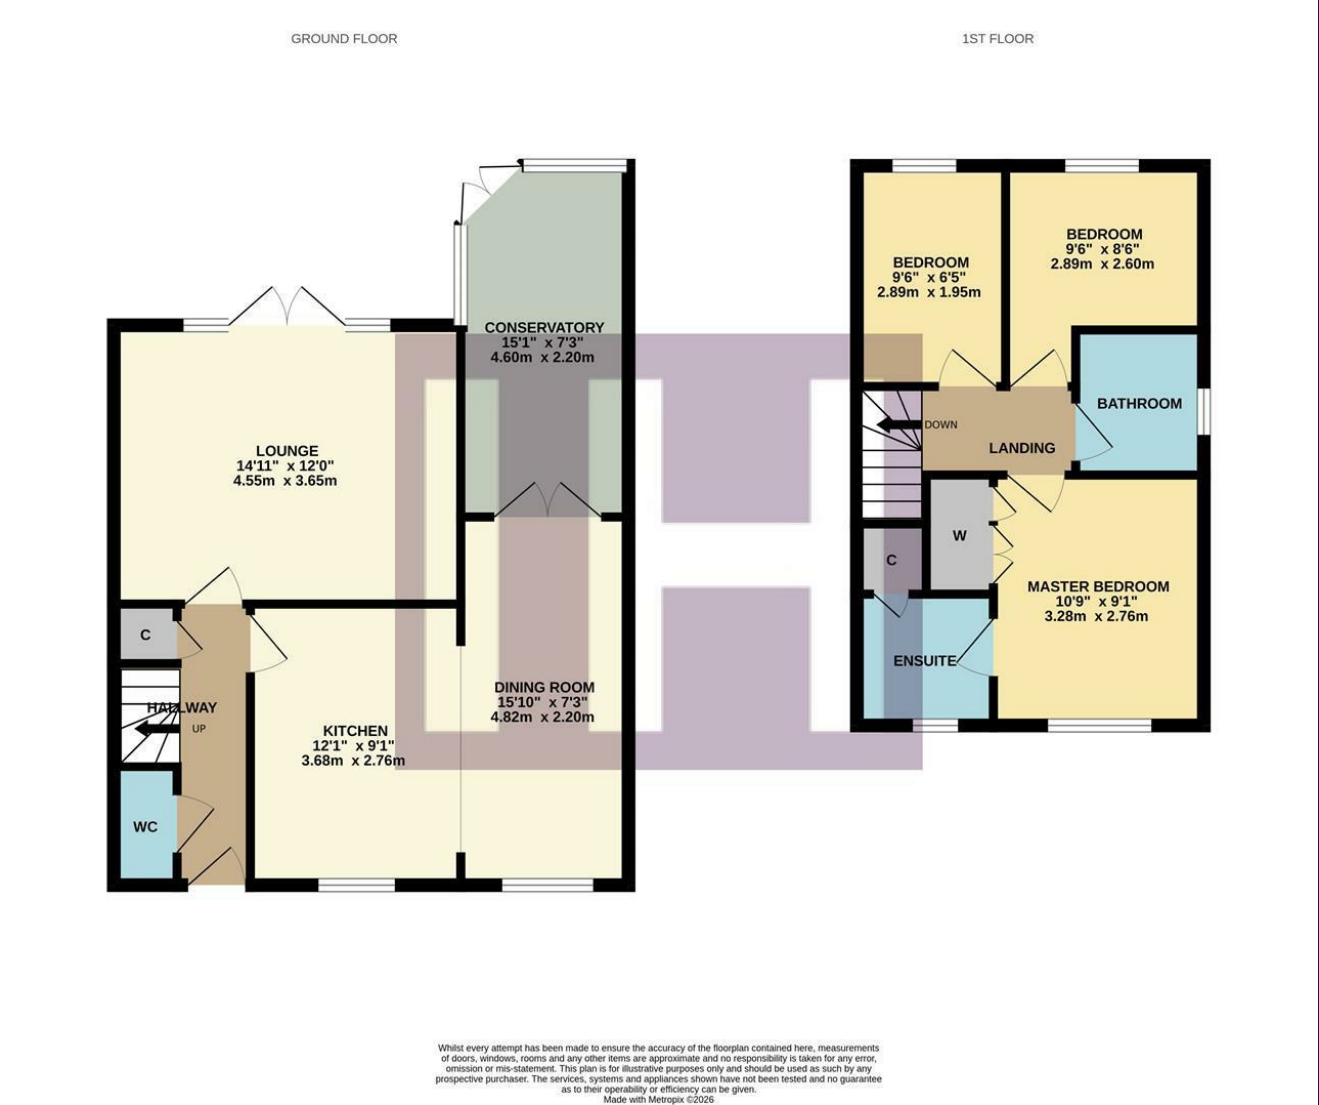 GROUND FLOOR
1ST FLOOR
CONSERVATORY
15'1" x 7'3"
4.60m x 2.20m
LOUNGE
14'11" x 12'0"
4.55m x 3.65m
C
HALLWAY
UP
WC
KITCHEN
12'1" x 9'1"
3.68m x 2.76m
DINING ROOM
15'10" x 7'3"
4.82m x 2.20m
BEDROOM
9'6" x 6'5"
2.89m x 1.95m
BEDROOM
9'6" x 8'6"
2.89m x 2.60m
BATHROOM
DOWN
LANDING
W
C
MASTER BEDROOM
10'9" x 9'1"
3.28m x 2.76m
ENSUITE
Whilst every attempt has been made to ensure the accuracy of the floorplan contained here, measurements
of doors, windows, rooms and any other items are approximate and no responsibility is taken for any error,
omission or mis-statement. This plan is for illustrative purposes only and should be used as such by any
prospective purchaser. The services, systems and appliances shown have not been tested and no guarantee
as to their operability or efficiency can be given.
Made with Metropix ©2026